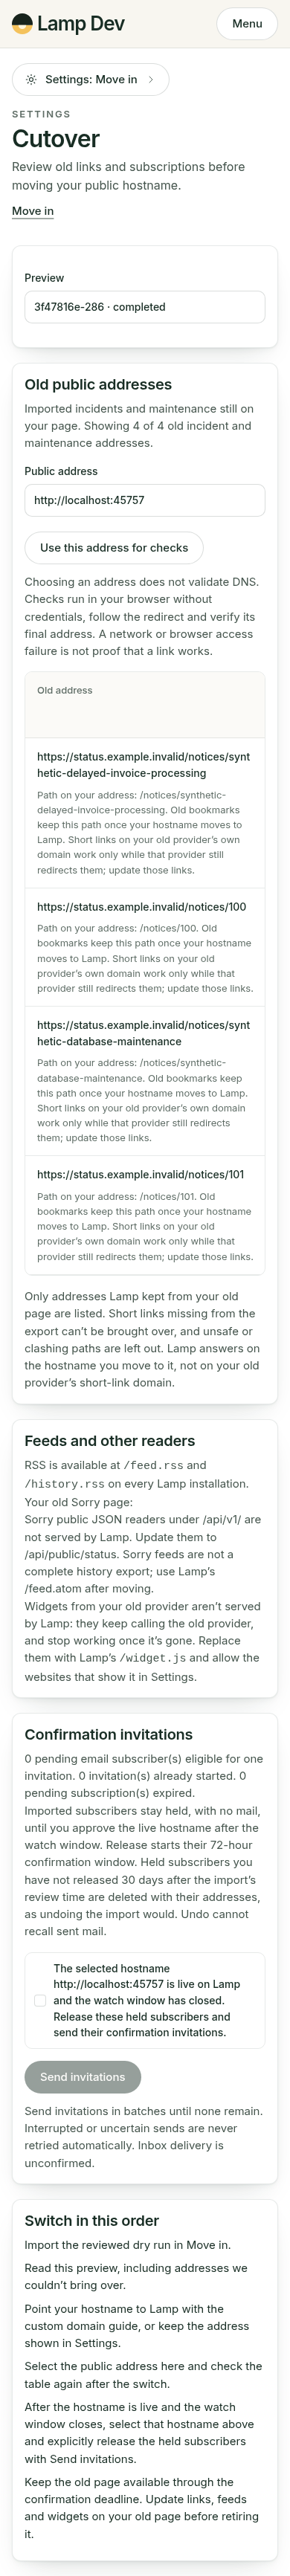 Lamp Dev
Menu
Settings: Move in
SETTINGS
Cutover
Review old links and subscriptions before
moving your public hostname.
Move in
Preview
3f47816e-286 · completed
Old public addresses
Imported incidents and maintenance still on
your page. Showing 4 of 4 old incident and
maintenance addresses.
Public address
http://localhost:45757
Use this address for checks
Choosing an address does not validate DNS.
Checks run in your browser without
credentials, follow the redirect and verify its
final address. A network or browser access
failure is not proof that a link works.
Old address
https://status.example.invalid/notices/synt
hetic-delayed-invoice-processing
Path on your address: /notices/synthetic-
delayed-invoice-processing. Old bookmarks
keep this path once your hostname moves to
Lamp. Short links on your old provider’s own
domain work only while that provider still
redirects them; update those links.
https://status.example.invalid/notices/100
Path on your address: /notices/100. Old
bookmarks keep this path once your hostname
moves to Lamp. Short links on your old
provider’s own domain work only while that
provider still redirects them; update those links.
https://status.example.invalid/notices/synt
hetic-database-maintenance
Path on your address: /notices/synthetic-
database-maintenance. Old bookmarks keep
this path once your hostname moves to Lamp.
Short links on your old provider’s own domain
work only while that provider still redirects
them; update those links.
https://status.example.invalid/notices/101
Path on your address: /notices/101. Old
bookmarks keep this path once your hostname
moves to Lamp. Short links on your old
provider’s own domain work only while that
provider still redirects them; update those links.
Only addresses Lamp kept from your old
page are listed. Short links missing from the
export can’t be brought over, and unsafe or
clashing paths are left out. Lamp answers on
the hostname you move to it, not on your old
provider’s short-link domain.
Feeds and other readers
RSS is available at /feed.rss and
/history.rss on every Lamp installation.
Your old Sorry page:
Sorry public JSON readers under /api/v1/ are
not served by Lamp. Update them to
/api/public/status. Sorry feeds are not a
complete history export; use Lamp’s
/feed.atom after moving.
Widgets from your old provider aren’t served
by Lamp: they keep calling the old provider,
and stop working once it’s gone. Replace
them with Lamp’s /widget.js and allow the
websites that show it in Settings.
Confirmation invitations
0 pending email subscriber(s) eligible for one
invitation. 0 invitation(s) already started. 0
pending subscription(s) expired.
Imported subscribers stay held, with no mail,
until you approve the live hostname after the
watch window. Release starts their 72-hour
confirmation window. Held subscribers you
have not released 30 days after the import’s
review time are deleted with their addresses,
as undoing the import would. Undo cannot
recall sent mail.
The selected hostname
http://localhost:45757 is live on Lamp
and the watch window has closed.
Release these held subscribers and
send their confirmation invitations.
Send invitations
Send invitations in batches until none remain.
Interrupted or uncertain sends are never
retried automatically. Inbox delivery is
unconfirmed.
Switch in this order
Import the reviewed dry run in Move in.
Read this preview, including addresses we
couldn’t bring over.
Point your hostname to Lamp with the
custom domain guide, or keep the address
shown in Settings.
Select the public address here and check the
table again after the switch.
After the hostname is live and the watch
window closes, select that hostname above
and explicitly release the held subscribers
with Send invitations.
Keep the old page available through the
confirmation deadline. Update links, feeds
and widgets on your old page before retiring
it.